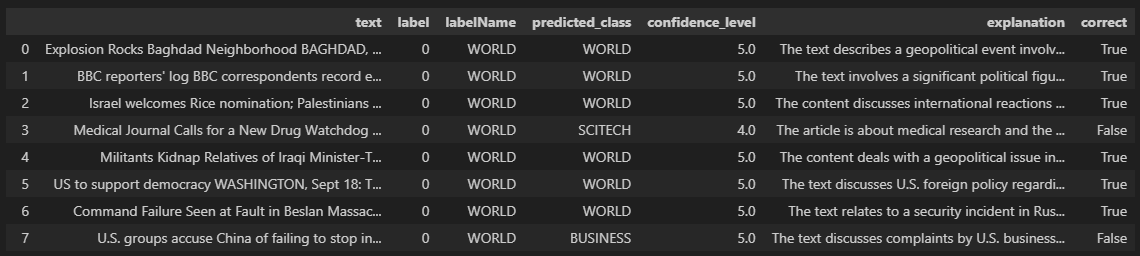 text label labelName predicted_class confidence_level explanation correct
0 Explosion Rocks Baghdad Neighborhood BAGHDAD, ... 0 WORLD WORLD 5.0 The text describes a geopolitical event involv... True
1 BBC reporters' log BBC correspondents record e... 0 WORLD WORLD 5.0 The text involves a significant political figu... True
2 Israel welcomes Rice nomination; Palestinians ... 0 WORLD WORLD 5.0 The content discusses international reactions ... True
3 Medical Journal Calls for a New Drug Watchdog ... 0 WORLD SCITECH 4.0 The article is about medical research and the ... False
4 Militants Kidnap Relatives of Iraqi Minister-T... 0 WORLD WORLD 5.0 The content deals with a geopolitical issue in... True
5 US to support democracy WASHINGTON, Sept 18: T... 0 WORLD WORLD 5.0 The text discusses U.S. foreign policy regardi... True
6 Command Failure Seen at Fault in Beslan Massac... 0 WORLD WORLD 5.0 The text relates to a security incident in Rus... True
7 U.S. groups accuse China of failing to stop in... 0 WORLD BUSINESS 5.0 The text discusses complaints by U.S. business... False